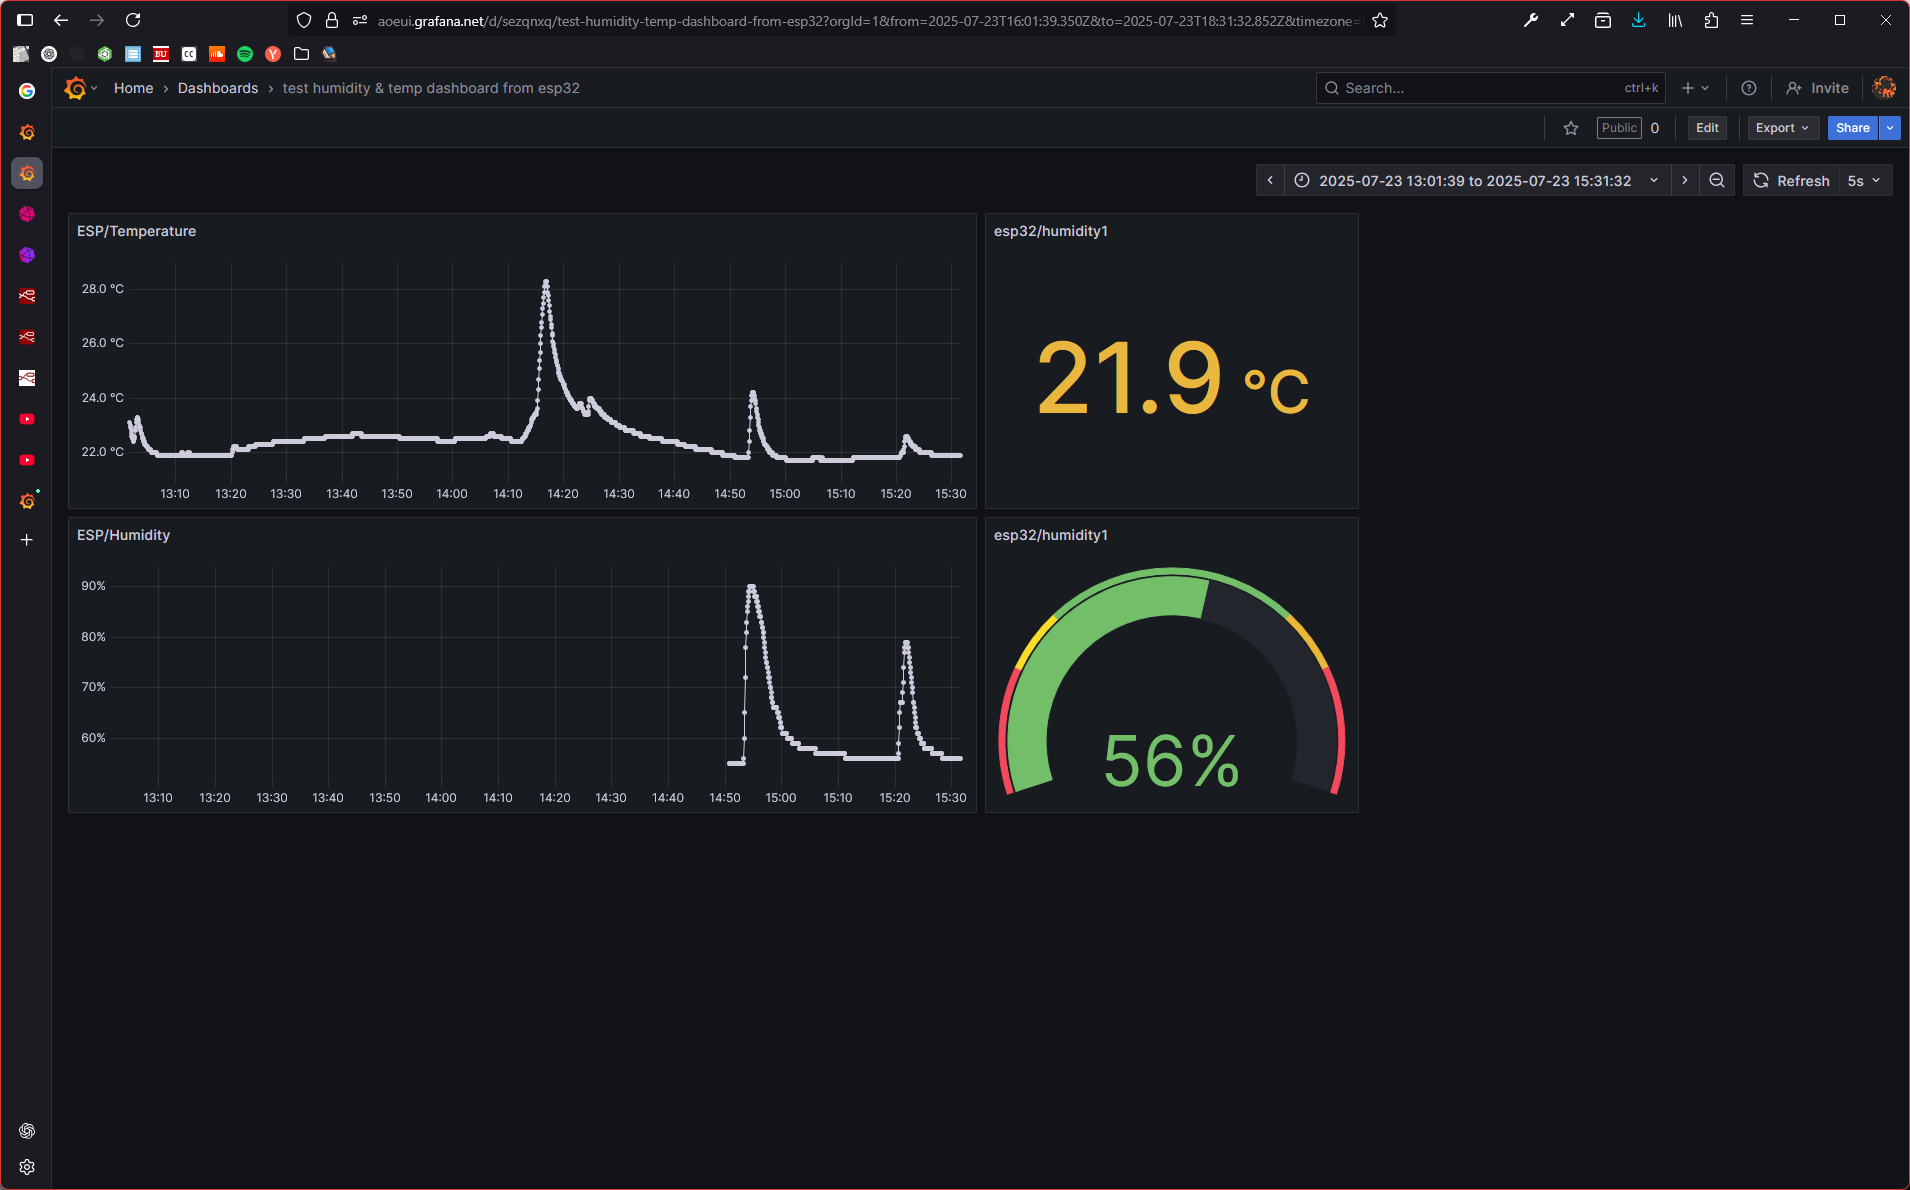 aoeui.grafana.net/d/sezqnxq/test-humidity-temp-dashboard-from-esp32?orgId=1&from=2025-07-23T16:01:39.350Z&to=2025-07-23T18:31:32.852Z&timezone=
BU CC Y
Home › Dashboards › test humidity & temp dashboard from esp32
Search... ctrl+k
Invite
Public 0 Edit Export Share
2025-07-23 13:01:39 to 2025-07-23 15:31:32
Refresh 5s
ESP/Temperature
28.0 °C
26.0 °C
24.0 °C
22.0 °C
13:10 13:20 13:30 13:40 13:50 14:00 14:10 14:20 14:30 14:40 14:50 15:00 15:10 15:20 15:30
esp32/humidity1
21.9 °C
ESP/Humidity
90%
80%
70%
60%
13:10 13:20 13:30 13:40 13:50 14:00 14:10 14:20 14:30 14:40 14:50 15:00 15:10 15:20 15:30
esp32/humidity1
56%